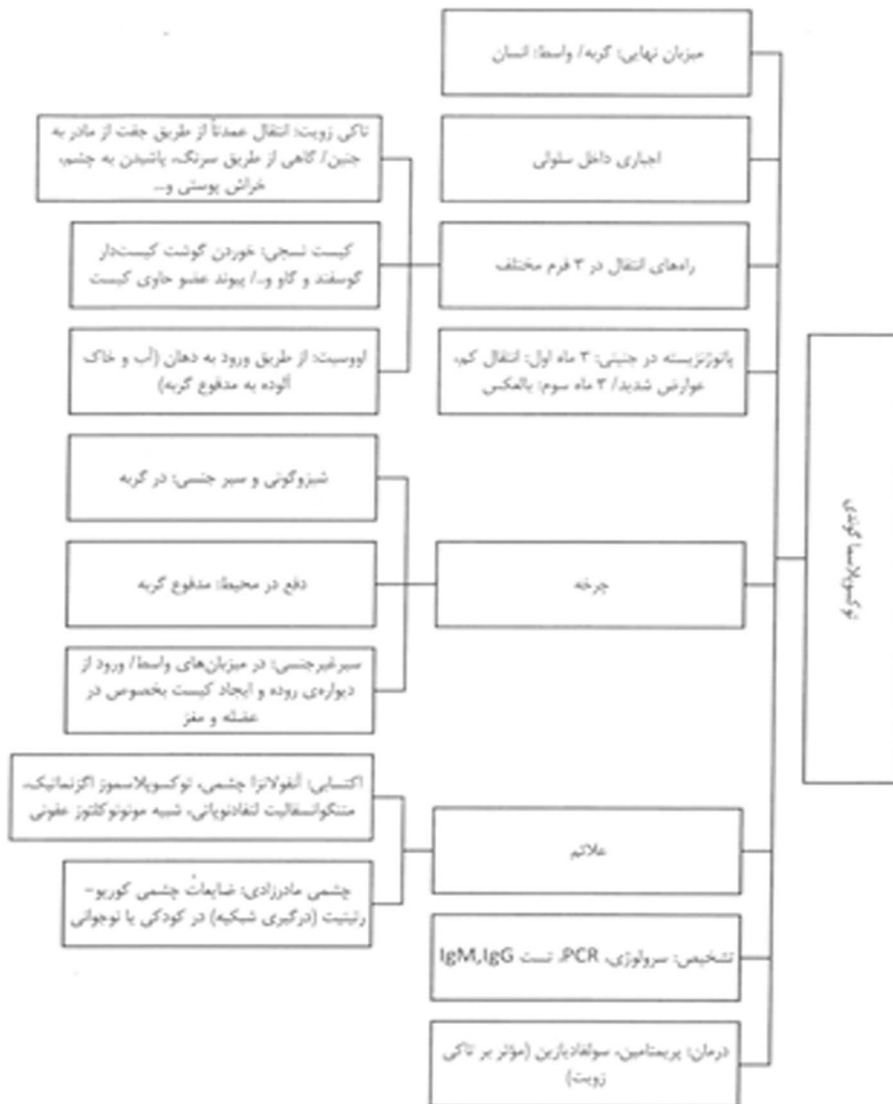 توکسوپلاسما گوندی
میزبان نهایی: گربه/ واسط: انسان
اجباری داخل سلولی
راه‌های انتقال در ۳ فرم مختلف
تاکی زویت: انتقال عمدتاً از طریق جفت از مادر به
جنین/ گاهی از طریق سرنگ، پاشیدن به چشم،
خراش پوستی و...
کیست نسجی: خوردن گوشت کیست‌دار
گوسفند و گاو و.../ پیوند عضو حاوی کیست
اووسیت: از طریق ورود به دهان (آب و خاک
آلوده به مدفوع گربه)
پاتوژنزیسته در جنینی: ۳ ماه اول: انتقال کم،
عوارض شدید/ ۳ ماه سوم: بالعکس
چرخه
شیزوگونی و سیر جنسی: در گربه
دفع در محیط: مدفوع گربه
سیرغیرجنسی: در میزبان‌های واسط/ ورود از
دیواره‌ی روده و ایجاد کیست بخصوص در
عضله و مغز
علائم
اکتسابی: آنفولانزا چشمی، توکسوپلاسموز اگزنماتیک،
مننگوانسفالیت لنفادنوپاتی، شبیه مونونوکلئوز عفونی
چشمی مادرزادی: ضایعات چشمی کوریو-
رتینیت (درگیری شبکیه) در کودکی یا نوجوانی
تشخیص: سرولوژی، PCR، تست IgM,IgG
درمان: پریمتامین، سولفادیازین (مؤثر بر تاکی
زویت)